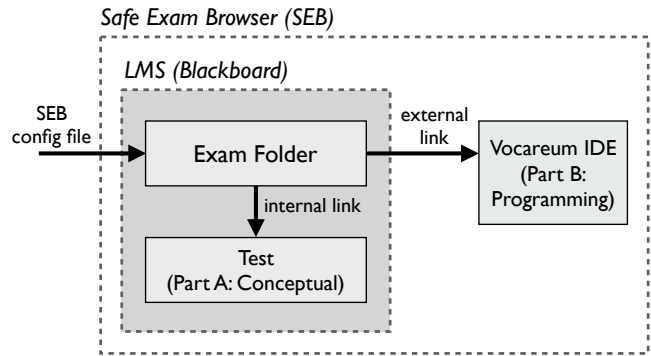 Safe Exam Browser (SEB)
LMS (Blackboard)
SEB
config file
Exam Folder
external
link
Vocareum IDE
(Part B:
Programming)
internal link
Test
(Part A: Conceptual)